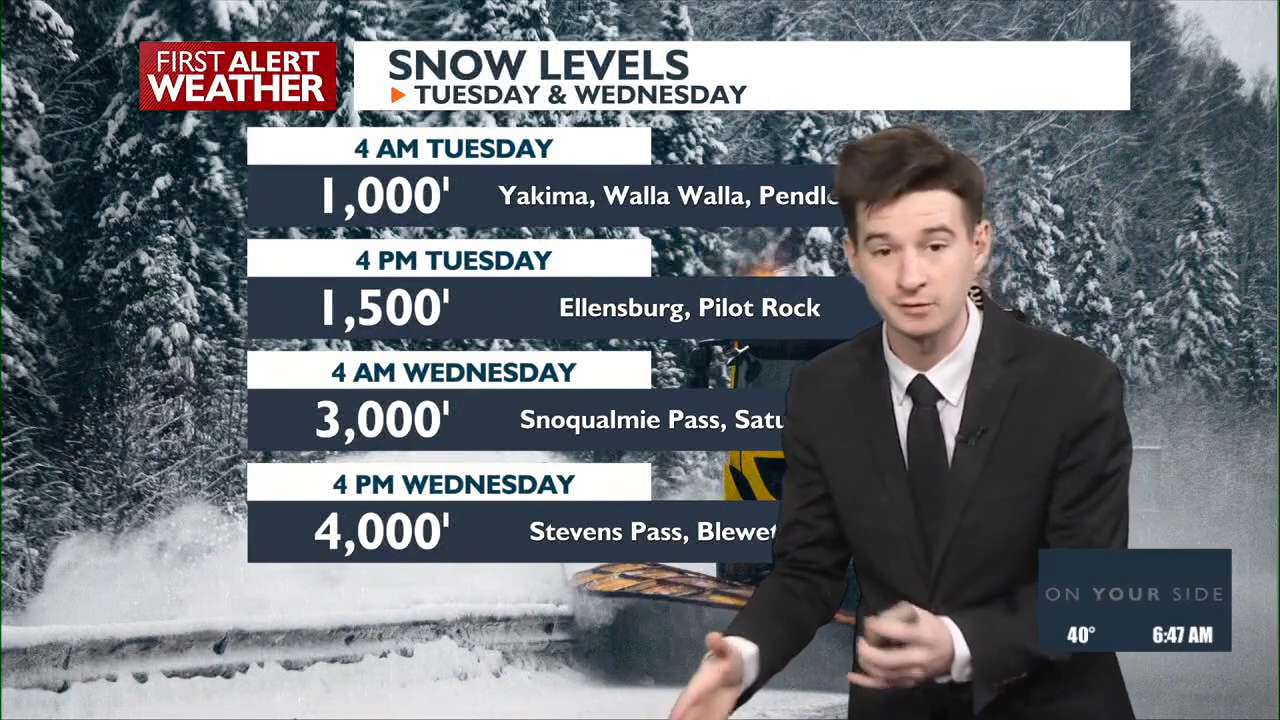 FIRST ALERT
WEATHER
SNOW LEVELS
TUESDAY & WEDNESDAY
4 AM TUESDAY
1,000' Yakima, Walla Walla,
4 PM TUESDAY
1,500' Ellensburg, Pilot Rock
4 AM WEDNESDAY
3,000' Snoqualmie Pass,
4 PM WEDNESDAY
4,000' Stevens Pass,
ON YOUR SIDE
40° 6:47 AM